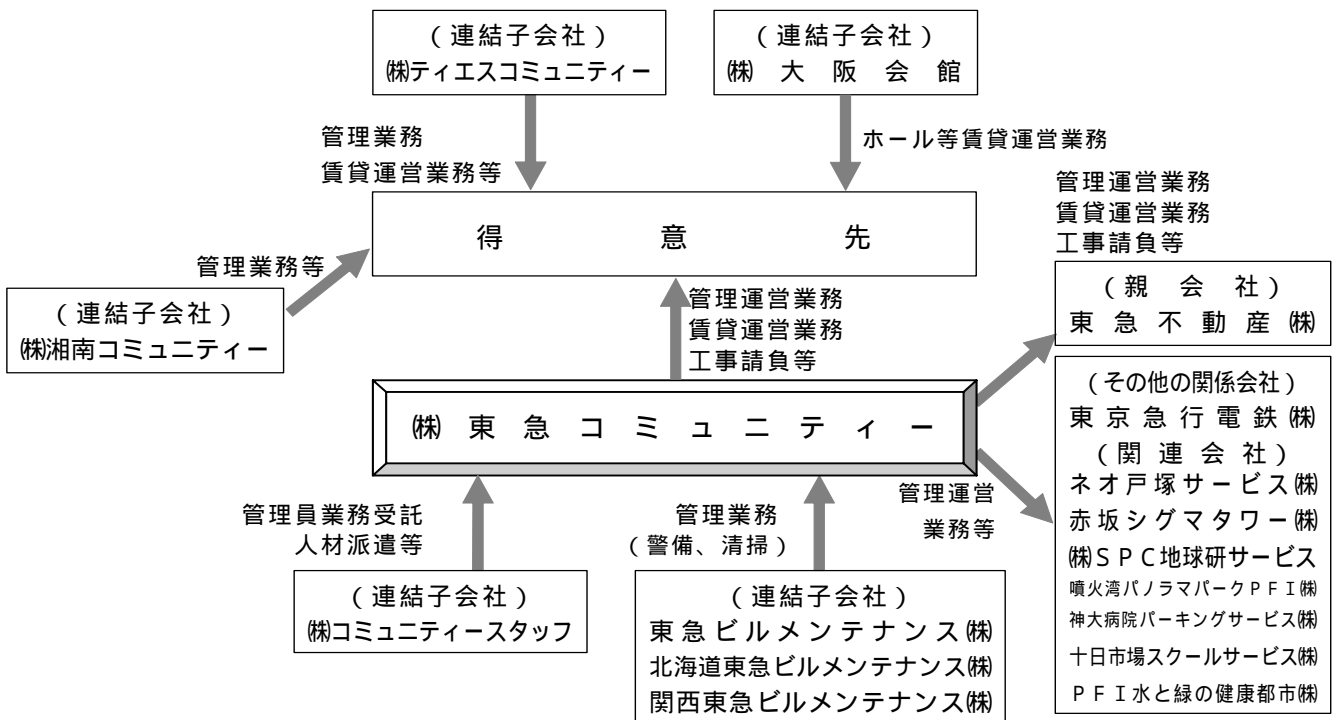 (連結子会社)
㈱ティエスコミュニティー
(連結子会社)
㈱大阪会館
管理業務
賃貸運営業務等
ホール等賃貸運営業務
得意先
管理業務等
(連結子会社)
㈱湘南コミュニティー
管理運営業務
賃貸運営業務
工事請負等
管理運営業務
賃貸運営業務
工事請負等
(親会社)
東急不動産㈱
㈱東急コミュニティー
(その他の関係会社)
東京急行電鉄㈱
(関連会社)
ネオ戸塚サービス㈱
赤坂シグマタワー㈱
㈱SPC地球研サービス
噴火湾パノラマパークPFI㈱
神大病院パーキングサービス㈱
十日市場スクールサービス㈱
PFI水と緑の健康都市㈱
管理運営
業務等
管理員業務受託
人材派遣等
(連結子会社)
㈱コミュニティースタッフ
管理業務
(警備、清掃)
(連結子会社)
東急ビルメンテナンス㈱
北海道東急ビルメンテナンス㈱
関西東急ビルメンテナンス㈱